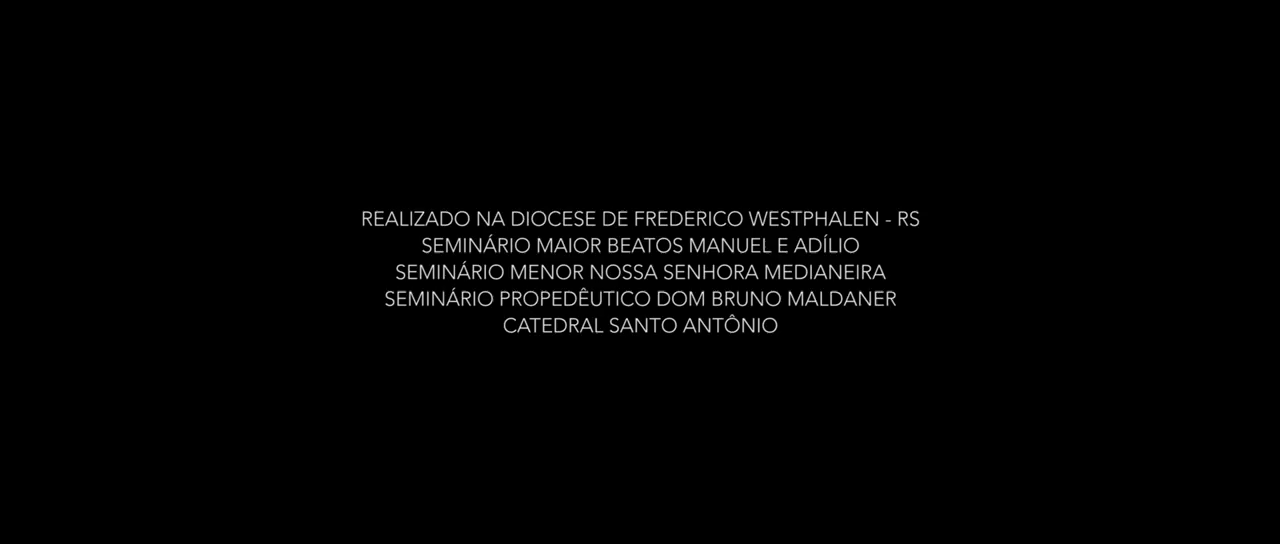 REALIZADO NA DIOCESE DE FREDERICO WESTPHALEN - RS
SEMINÁRIO MAIOR BEATOS MANUEL E ADÍLIO
SEMINÁRIO MENOR NOSSA SENHORA MEDIANEIRA
SEMINÁRIO PROPEDÊUTICO DOM BRUNO MALDANER
CATEDRAL SANTO ANTÔNIO